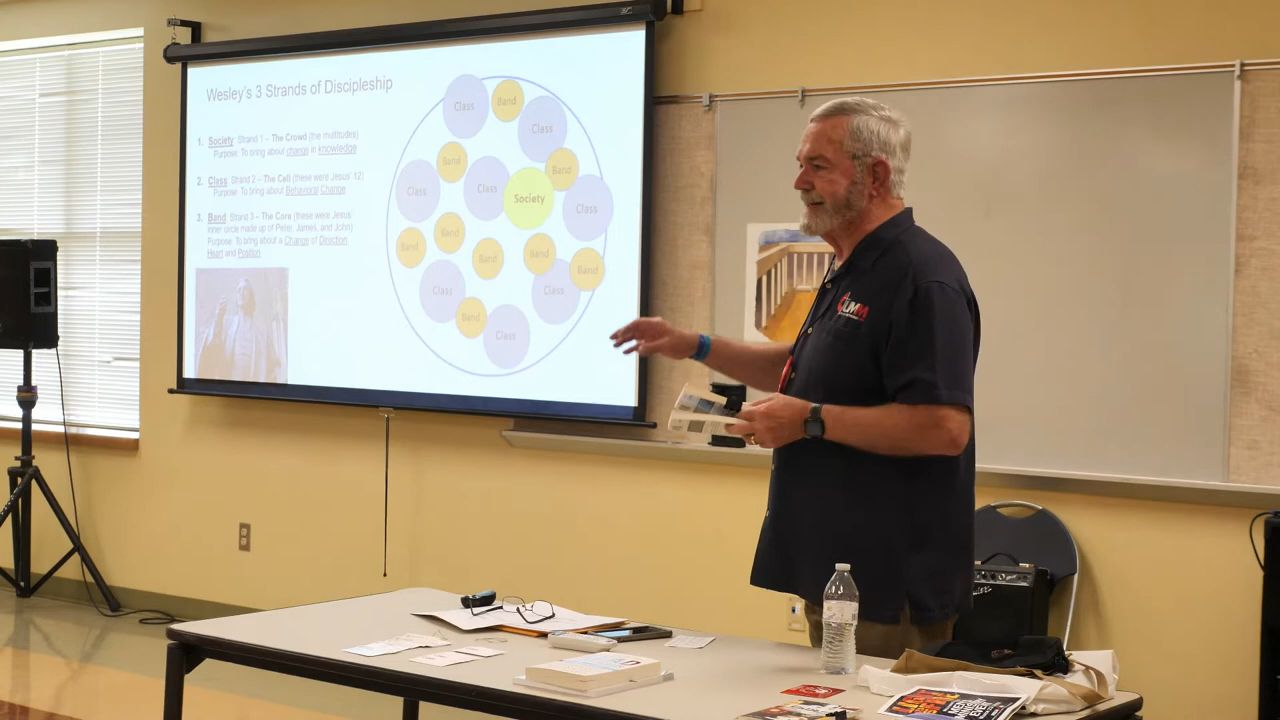 Wesley's 3 Strands of Discipleship
1. Society: Strand 1 – The Crowd (the multitudes)
Purpose: To bring about change in knowledge
2. Class: Strand 2 – The Cell (these were Jesus' 12)
Purpose: To bring about Behavioral Change
3. Band: Strand 3 – The Core (these were Jesus'
inner circle made up of Peter, James, and John)
Purpose: To bring about a Change of Direction,
Heart and Position
Class
Band
Class
Band
Band
Class
Class
Society
Class
Band
Band
Band
Band
Band
Class
Class
Band
Class
UMM